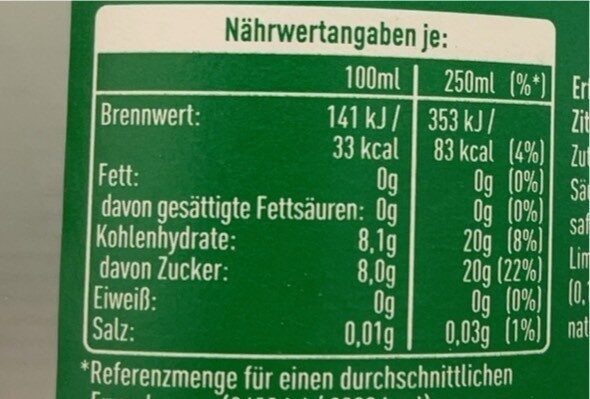 Nährwertangaben je:
100ml 250ml (%*)
Brennwert: 141 kJ / 353 kJ /
33 kcal 83 kcal (4%)
Fett: 0g 0g (0%)
davon gesättigte Fettsäuren: 0g 0g (0%)
Kohlenhydrate: 8,1g 20g (8%)
davon Zucker: 8,0g 20g (22%)
Eiweiß: 0g 0g (0%)
Salz: 0,01g 0,03g (1%)
*Referenzmenge für einen durchschnittlichen